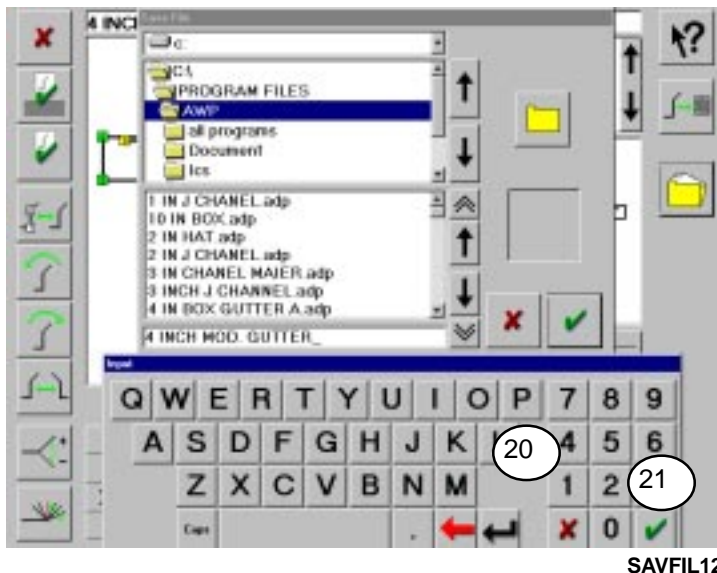 4 INCH
Save File
c:
C:\
PROGRAM FILES
AWP
all programs
Document
Ics
1 IN J CHANEL.adp
10 IN BOX.adp
2 IN HAT.adp
2 IN J CHANEL.adp
3 IN CHANEL MAIER.adp
3 INCH J CHANNEL.adp
4 IN BOX GUTTER A.adp
4 INCH MOD. GUTTER_
Input
Q W E R T Y U I O P 7 8 9
A S D F G H J K L 20 4 5 6
Z X C V B N M 1 2 21
Caps . 0
SAVFIL12